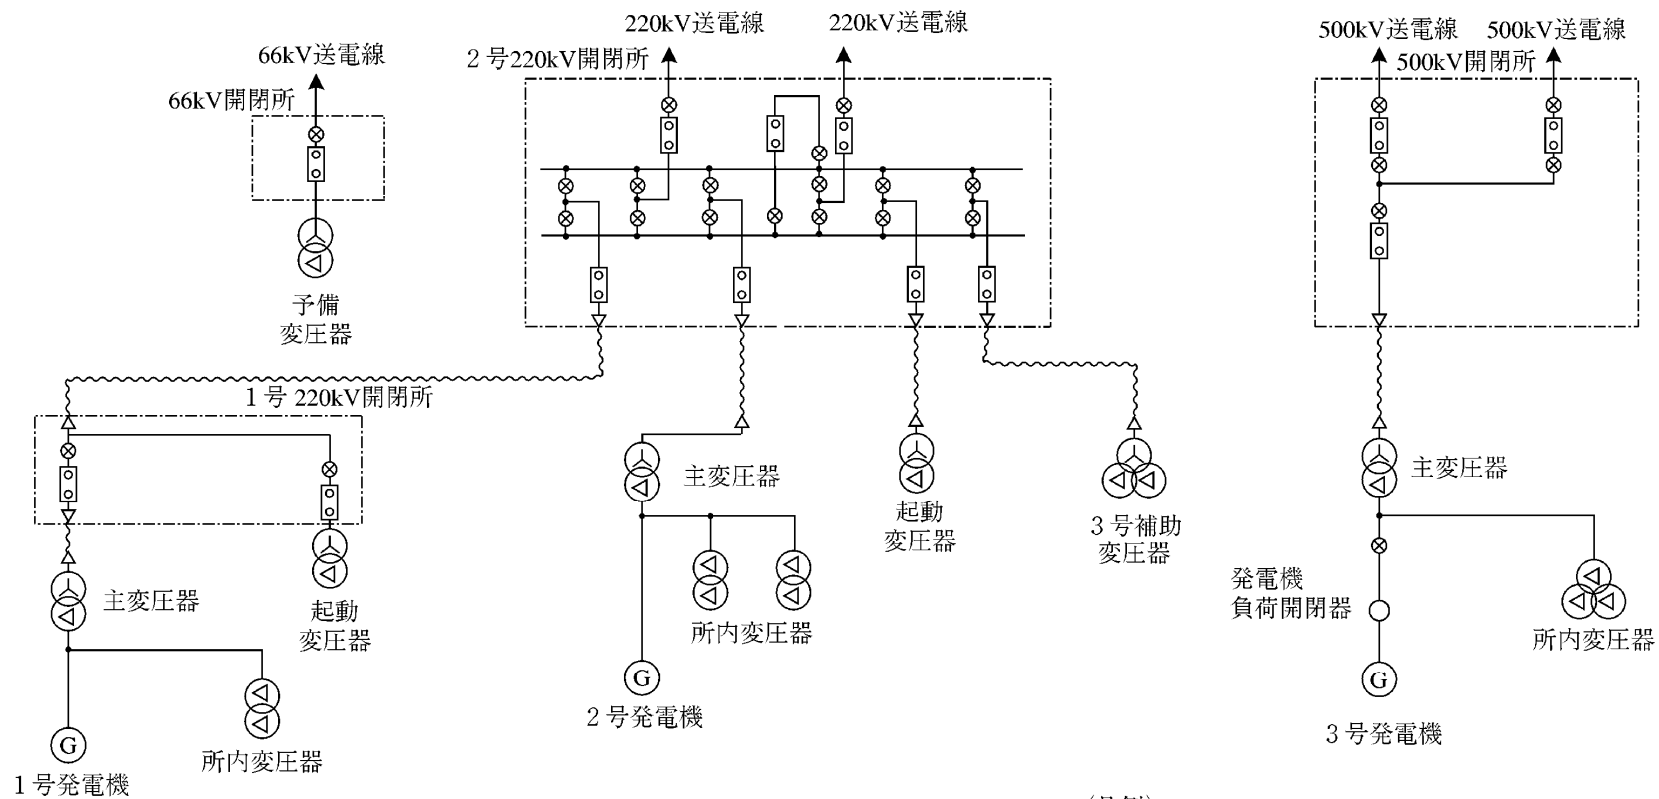 66kV送電線
66kV開閉所
予備
変圧器
220kV送電線
220kV送電線
2号220kV開閉所
500kV送電線
500kV送電線
500kV開閉所
1号 220kV開閉所
主変圧器
起動
変圧器
所内変圧器
G
1号発電機
主変圧器
所内変圧器
G
2号発電機
起動
変圧器
3号補助
変圧器
主変圧器
発電機
負荷開閉器
所内変圧器
G
3号発電機